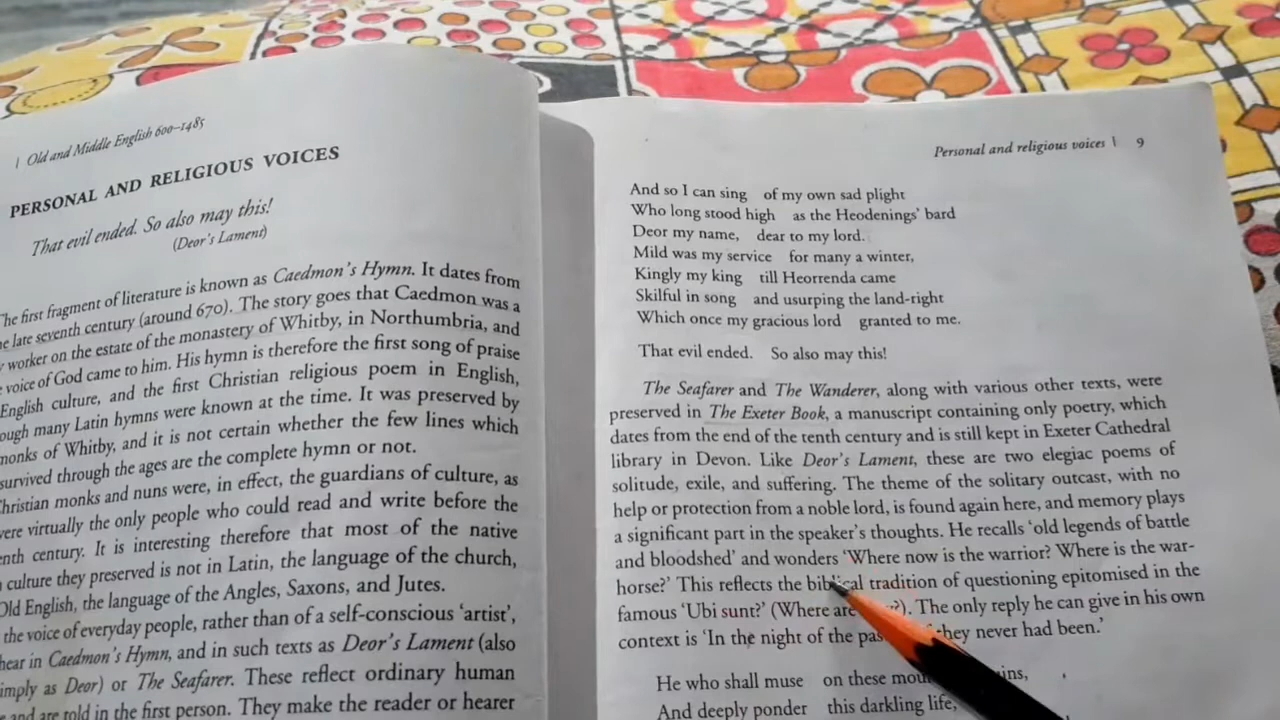 | Old and Middle English 600–1485
PERSONAL AND RELIGIOUS VOICES
That evil ended. So also may this!
(Deor's Lament)
The first fragment of literature is known as Caedmon's Hymn. It dates from
late seventh century (around 670). The story goes that Caedmon was a
worker on the estate of the monastery of Whitby, in Northumbria, and
voice of God came to him. His hymn is therefore the first song of praise
English culture, and the first Christian religious poem in English,
many Latin hymns were known at the time. It was preserved by
monks of Whitby, and it is not certain whether the few lines which
survived through the ages are the complete hymn or not.
Christian monks and nuns were, in effect, the guardians of culture, as
were virtually the only people who could read and write before the
century. It is interesting therefore that most of the native
culture they preserved is not in Latin, the language of the church,
Old English, the language of the Angles, Saxons, and Jutes.
the voice of everyday people, rather than of a self-conscious 'artist',
hear in Caedmon's Hymn, and in such texts as Deor's Lament (also
simply as Deor) or The Seafarer. These reflect ordinary human
and are told in the first person. They make the reader or hearer
Personal and religious voices | 9
And so I can sing of my own sad plight
Who long stood high as the Heodenings' bard
Deor my name, dear to my lord.
Mild was my service for many a winter,
Kingly my king till Heorrenda came
Skilful in song and usurping the land-right
Which once my gracious lord granted to me.
That evil ended. So also may this!
The Seafarer and The Wanderer, along with various other texts, were
preserved in The Exeter Book, a manuscript containing only poetry, which
dates from the end of the tenth century and is still kept in Exeter Cathedral
library in Devon. Like Deor's Lament, these are two elegiac poems of
solitude, exile, and suffering. The theme of the solitary outcast, with no
help or protection from a noble lord, is found again here, and memory plays
a significant part in the speaker's thoughts. He recalls 'old legends of battle
and bloodshed' and wonders 'Where now is the warrior? Where is the war-
horse?' This reflects the biblical tradition of questioning epitomised in the
famous 'Ubi sunt?' (Where are ?). The only reply he can give in his own
context is 'In the night of the they never had been.'
He who shall muse on these
And deeply ponder this darkling life,